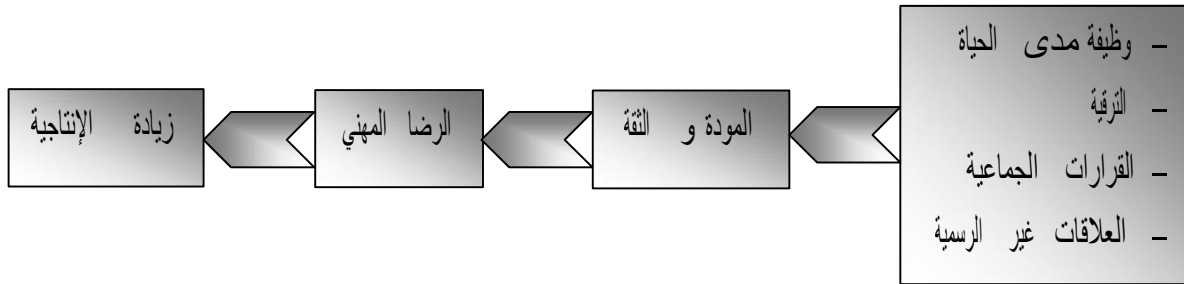 – وظيفة مدى الحياة
– الترقية
– القرارات الجماعية
– العلاقات غير الرسمية
المودة و الثقة
الرضا المهني
زيادة الإنتاجية